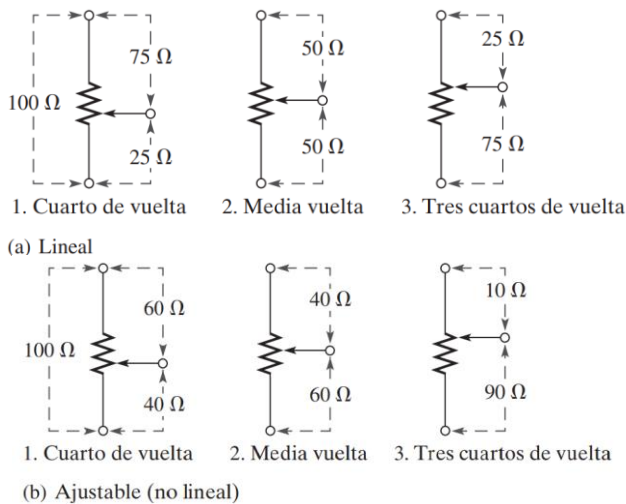 75 Ω 50 Ω 25 Ω
100 Ω
25 Ω 50 Ω 75 Ω
1. Cuarto de vuelta 2. Media vuelta 3. Tres cuartos de vuelta
(a) Lineal
60 Ω 40 Ω 10 Ω
100 Ω
40 Ω 60 Ω 90 Ω
1. Cuarto de vuelta 2. Media vuelta 3. Tres cuartos de vuelta
(b) Ajustable (no lineal)